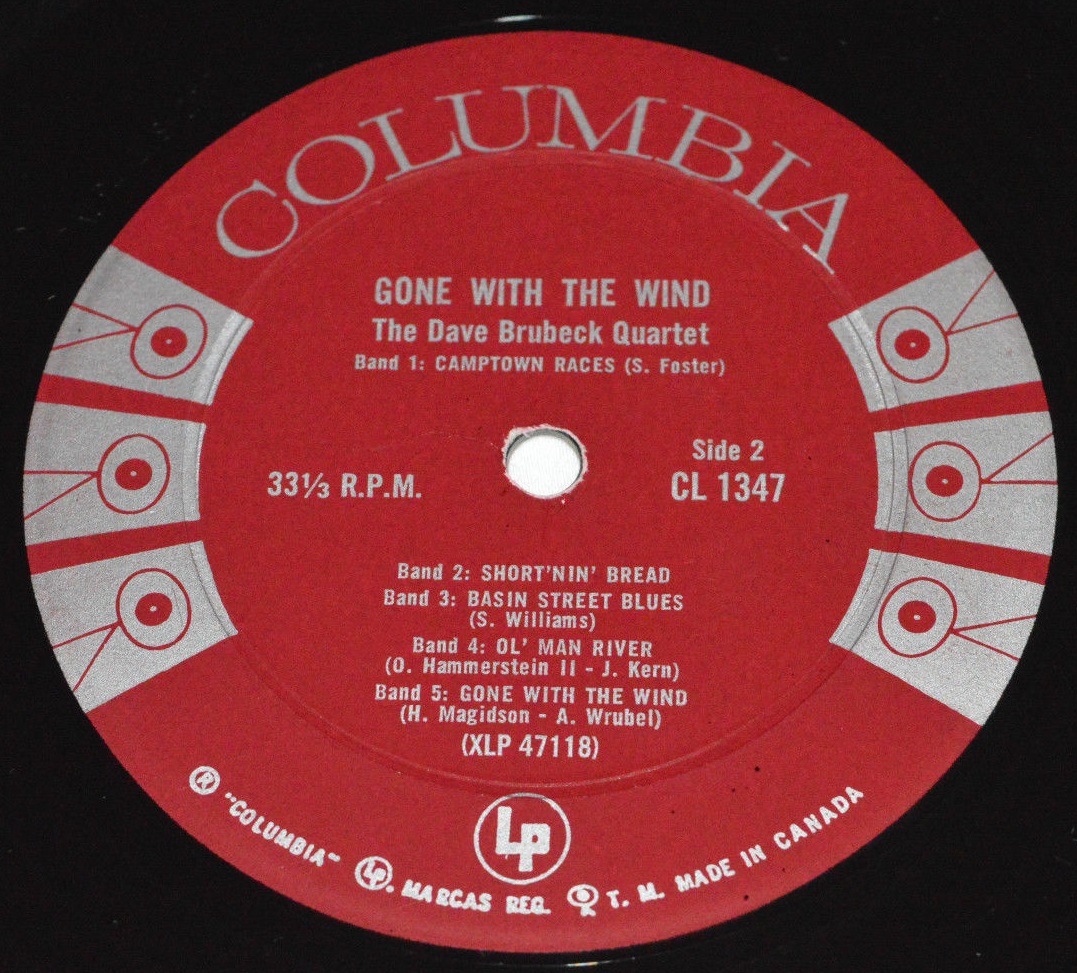 COLUMBIA
GONE WITH THE WIND
The Dave Brubeck Quartet
Band 1: CAMPTOWN RACES (S. Foster)
33⅓ R.P.M.
Side 2
CL 1347
Band 2: SHORT'NIN' BREAD
Band 3: BASIN STREET BLUES
(S. Williams)
Band 4: OL' MAN RIVER
(O. Hammerstein II - J. Kern)
Band 5: GONE WITH THE WIND
(H. Magidson - A. Wrubel)
(XLP 47118)
LP
® "COLUMBIA" LP. MARCAS REG. T. M. MADE IN CANADA